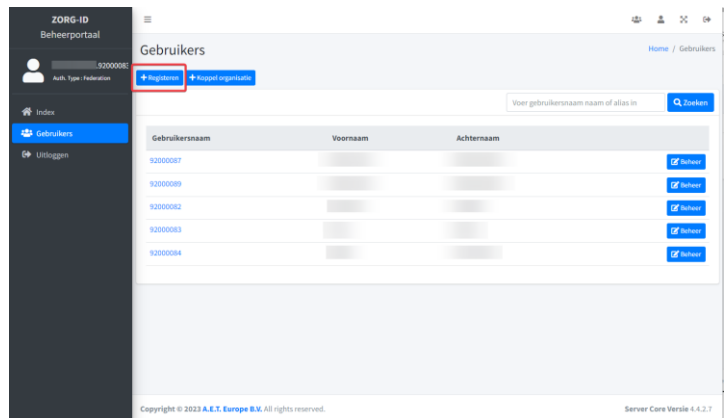 ZORG-ID
Beheerportaal
.92000083
Auth. Type : Federation
Index
Gebruikers
Uitloggen
Gebruikers
Home / Gebruikers
+ Registeren
+ Koppel organisatie
Voer gebruikersnaam naam of alias in
Zoeken
Gebruikersnaam Voornaam Achternaam
92000087 Beheer
92000089 Beheer
92000082 Beheer
92000083 Beheer
92000084 Beheer
Copyright © 2023 A.E.T. Europe B.V. All rights reserved.
Server Core Versie 4.4.2.7